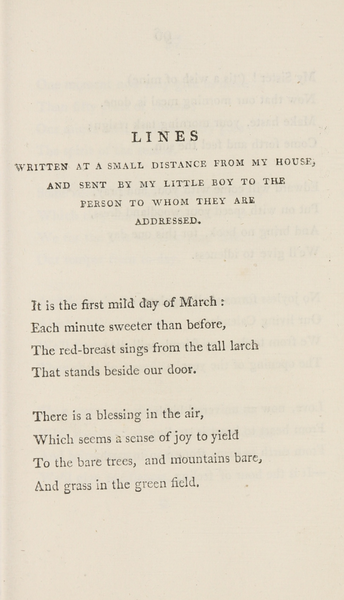 LINES
WRITTEN AT A SMALL DISTANCE FROM MY HOUSE,
AND SENT BY MY LITTLE BOY TO THE
PERSON TO WHOM THEY ARE
ADDRESSED.
It is the first mild day of March :
Each minute sweeter than before,
The red-breast sings from the tall larch
That stands beside our door.
There is a blessing in the air,
Which seems a sense of joy to yield
To the bare trees, and mountains bare,
And grass in the green field.